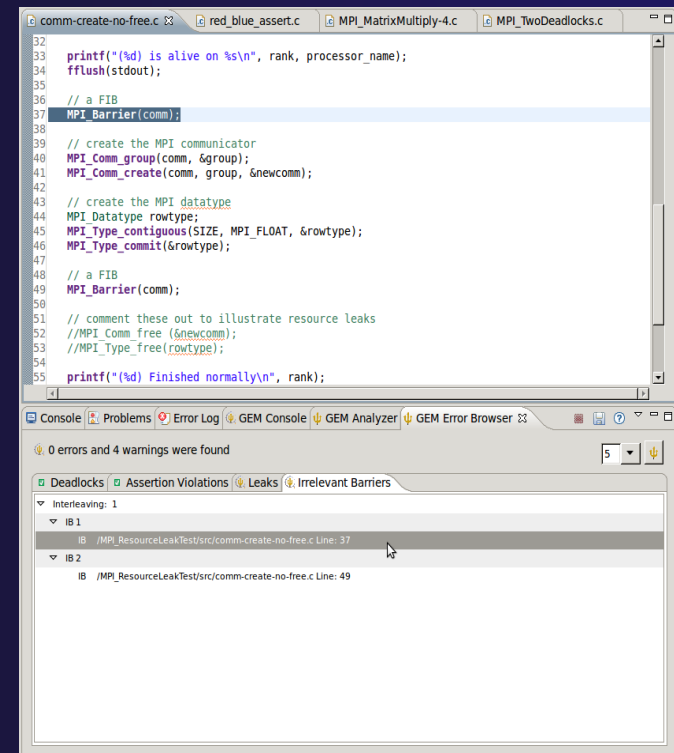 comm-create-no-free.c red_blue_assert.c MPI_MatrixMultiply-4.c MPI_TwoDeadlocks.c
32
33 printf("(%d) is alive on %s\n", rank, processor_name);
34 fflush(stdout);
35
36 // a FIB
37 MPI_Barrier(comm);
38
39 // create the MPI communicator
40 MPI_Comm_group(comm, &group);
41 MPI_Comm_create(comm, group, &newcomm);
42
43 // create the MPI datatype
44 MPI_Datatype rowtype;
45 MPI_Type_contiguous(SIZE, MPI_FLOAT, &rowtype);
46 MPI_Type_commit(&rowtype);
47
48 // a FIB
49 MPI_Barrier(comm);
50
51 // comment these out to illustrate resource leaks
52 //MPI_Comm_free (&newcomm);
53 //MPI_Type_free(rowtype);
54
55 printf("(%d) Finished normally\n", rank);
Console Problems Error Log GEM Console GEM Analyzer GEM Error Browser
0 errors and 4 warnings were found
5
Deadlocks Assertion Violations Leaks Irrelevant Barriers
Interleaving: 1
IB 1
IB /MPI_ResourceLeakTest/src/comm-create-no-free.c Line: 37
IB 2
IB /MPI_ResourceLeakTest/src/comm-create-no-free.c Line: 49